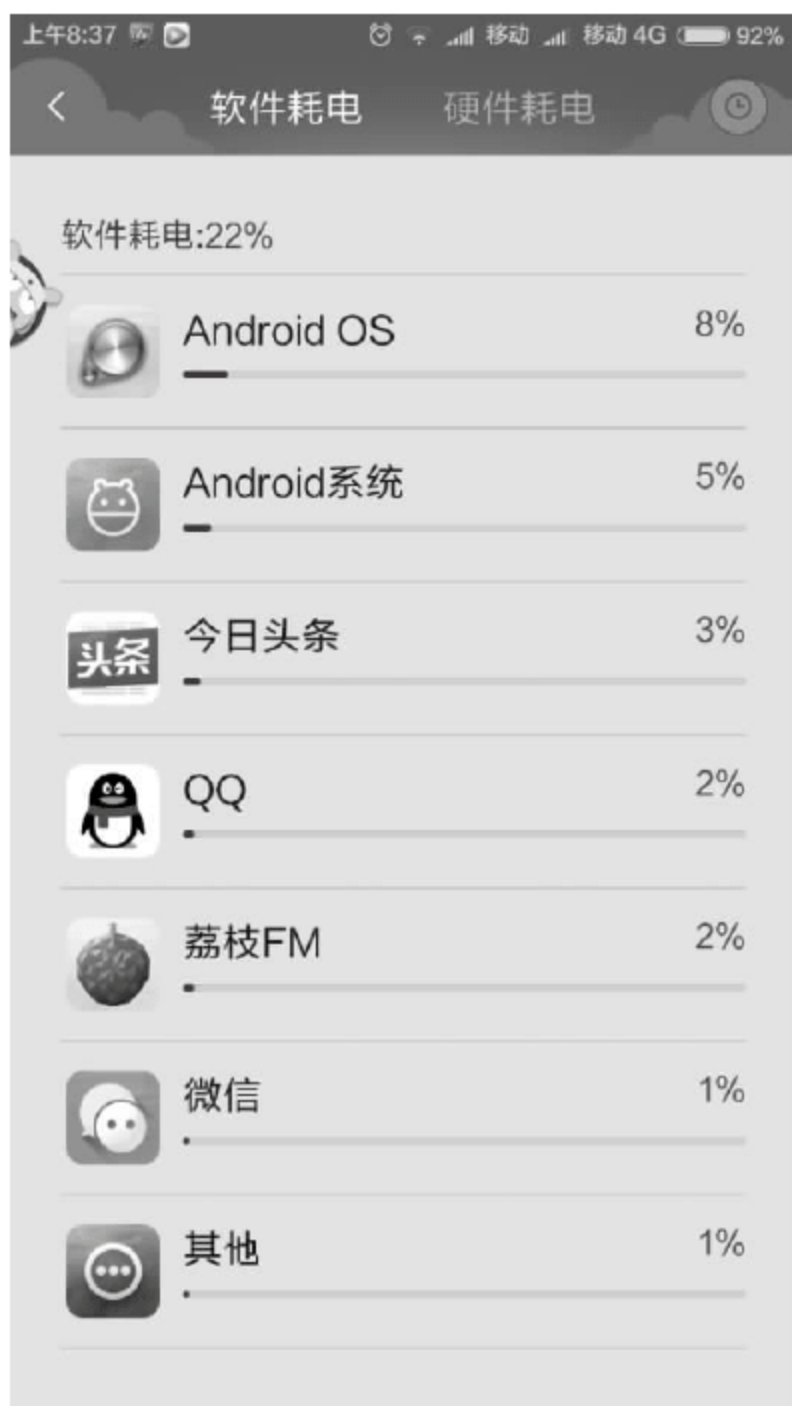 上午8:37 移动 移动 4G 92%
软件耗电 硬件耗电
软件耗电:22%
Android OS 8%
Android系统 5%
头条 今日头条 3%
QQ 2%
荔枝FM 2%
微信 1%
其他 1%